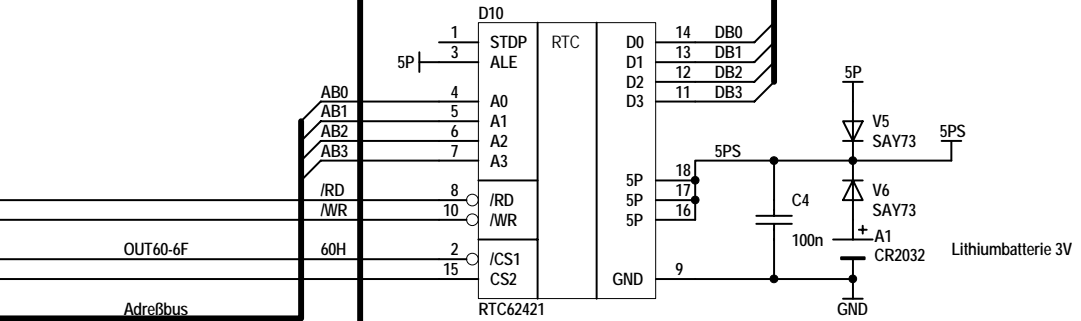 D10
1 STDP RTC D0 14 DB0
5P 3 ALE D1 13 DB1
D2 12 DB2
AB0 4 A0 D3 11 DB3
AB1 5 A1
AB2 6 A2
AB3 7 A3
5P
V5
SAY73
5PS
5PS
5P 18
/RD 8 /RD 5P 17
/WR 10 /WR 5P 16
V6
SAY73
C4
100n
+ A1
CR2032
Lithiumbatterie 3V
OUT60-6F 60H 2 /CS1
15 CS2 GND 9
Adreßbus
RTC62421
GND